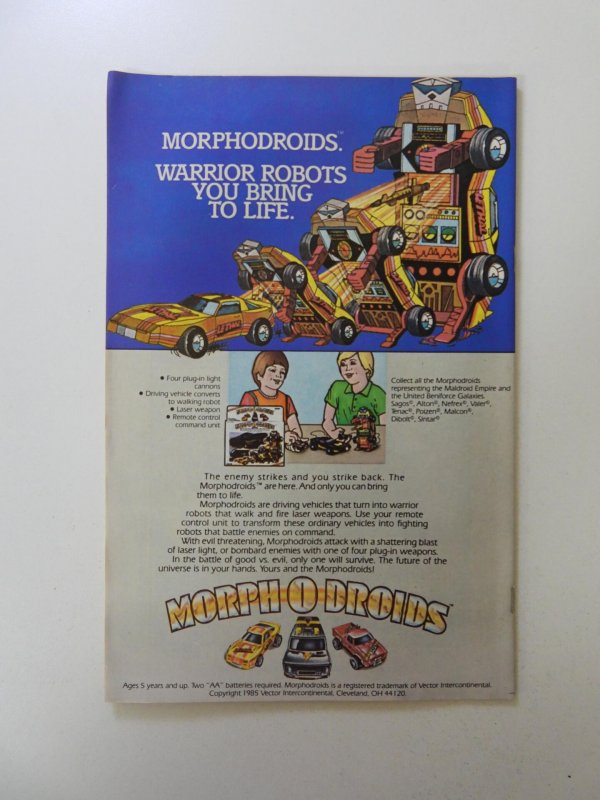 MORPHODROIDS.™
WARRIOR ROBOTS
YOU BRING
TO LIFE.
• Four plug-in light
cannons
• Driving vehicle converts
to walking robot
• Laser weapon
• Remote control
command unit
Collect all the Morphodroids
representing the Maldroid Empire and
the United Beniforce Galaxies.
Sagos©, Alton©, Nefrex©, Valer©,
Tenac©, Poizen©, Malcon©,
Dibolt©, Sintar©
The enemy strikes and you strike back. The
Morphodroids™ are here. And only you can bring
them to life.
Morphodroids are driving vehicles that turn into warrior
robots that walk and fire laser weapons. Use your remote
control unit to transform these ordinary vehicles into fighting
robots that battle enemies on command.
With evil threatening, Morphodroids attack with a shattering blast
of laser light, or bombard enemies with one of four plug-in weapons.
In the battle of good vs. evil, only one will survive. The future of the
universe is in your hands. Yours and the Morphodroids!
MORPH O DROIDS™
Ages 5 years and up. Two "AA" batteries required. Morphodroids is a registered trademark of Vector Intercontinental.
Copyright 1985 Vector Intercontinental, Cleveland, OH 44120.